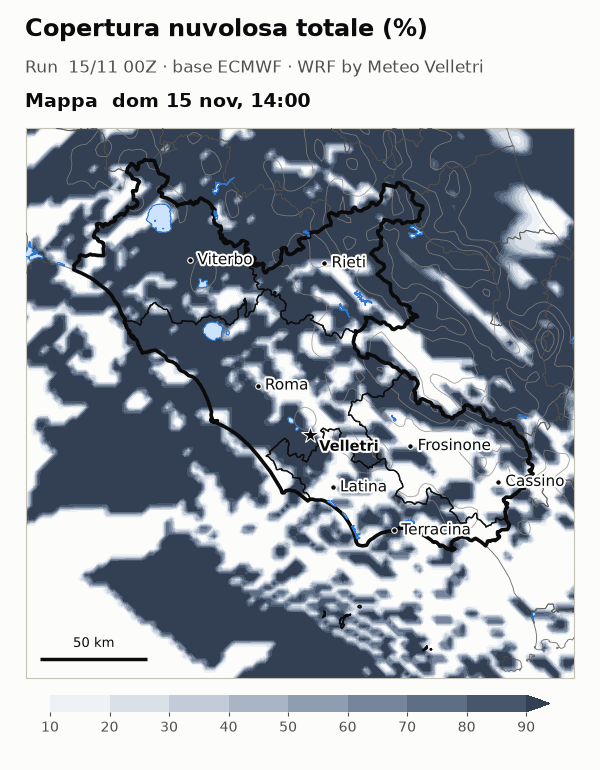 Copertura nuvolosa totale (%)
Run  15/11 00Z · base ECMWF · WRF by Meteo Velletri
Mappa  dom 15 nov, 14:00
Viterbo
Rieti
Roma
Velletri
Frosinone
Cassino
Latina
Terracina
50 km
10 20 30 40 50 60 70 80 90